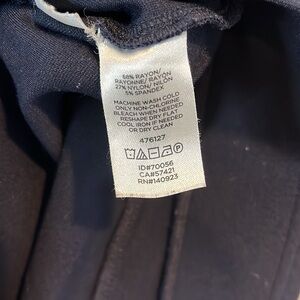 68% RAYON/
RAYONNE/RAYÓN
27% NYLON/NILÓN
5% SPANDEX
MACHINE WASH COLD
ONLY NON-CHLORINE
BLEACH WHEN NEEDED
RESHAPE DRY FLAT
COOL IRON IF NEEDED
OR DRY CLEAN
476127
P
ID#70056
CA#57421
RN#140923